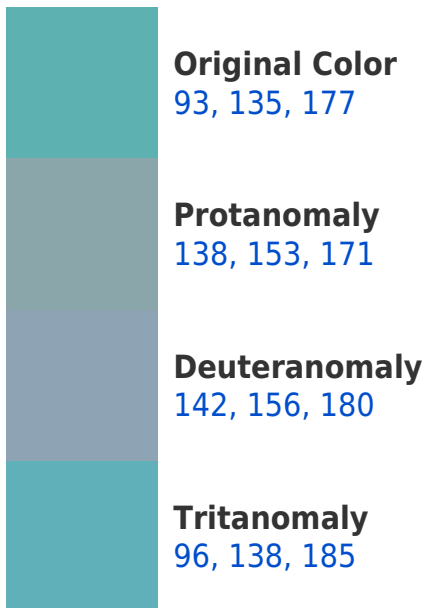 Original Color
93, 135, 177
Protanomaly
138, 153, 171
Deuteranomaly
142, 156, 180
Tritanomaly
96, 138, 185